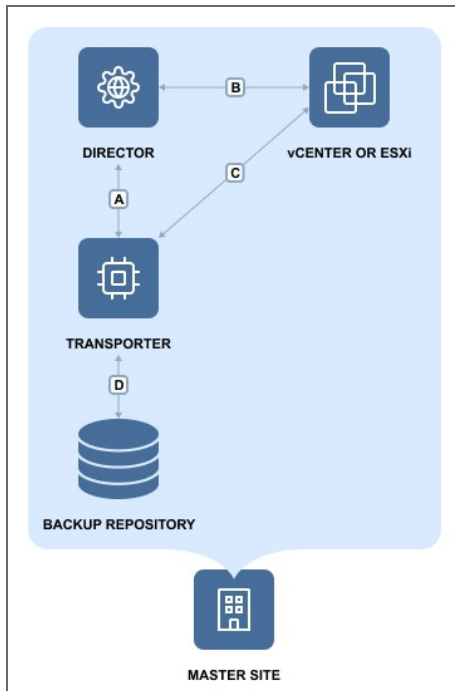 B
DIRECTOR
vCENTER OR ESXi
C
A
TRANSPORTER
D
BACKUP REPOSITORY
MASTER SITE